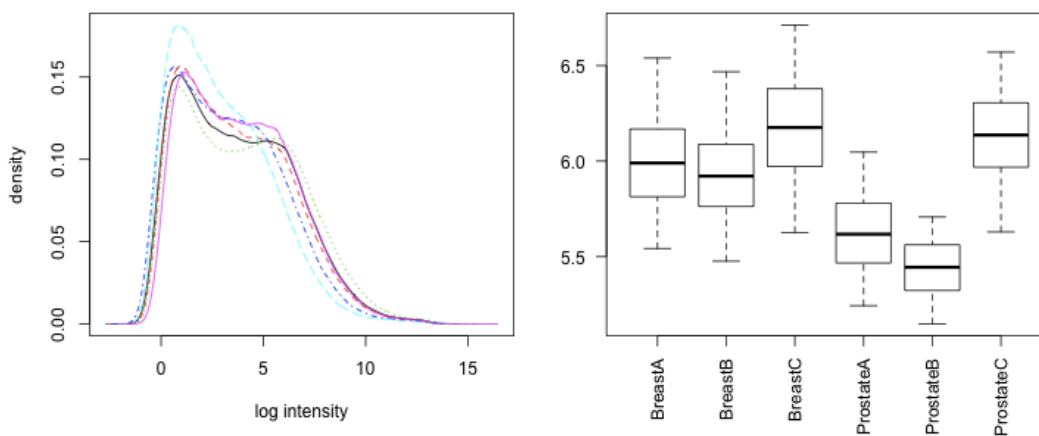 density
0.00
0.05
0.10
0.15
0
5
10
15
log intensity
5.5
6.0
6.5
BreastA
BreastB
BreastC
ProstateA
ProstateB
ProstateC